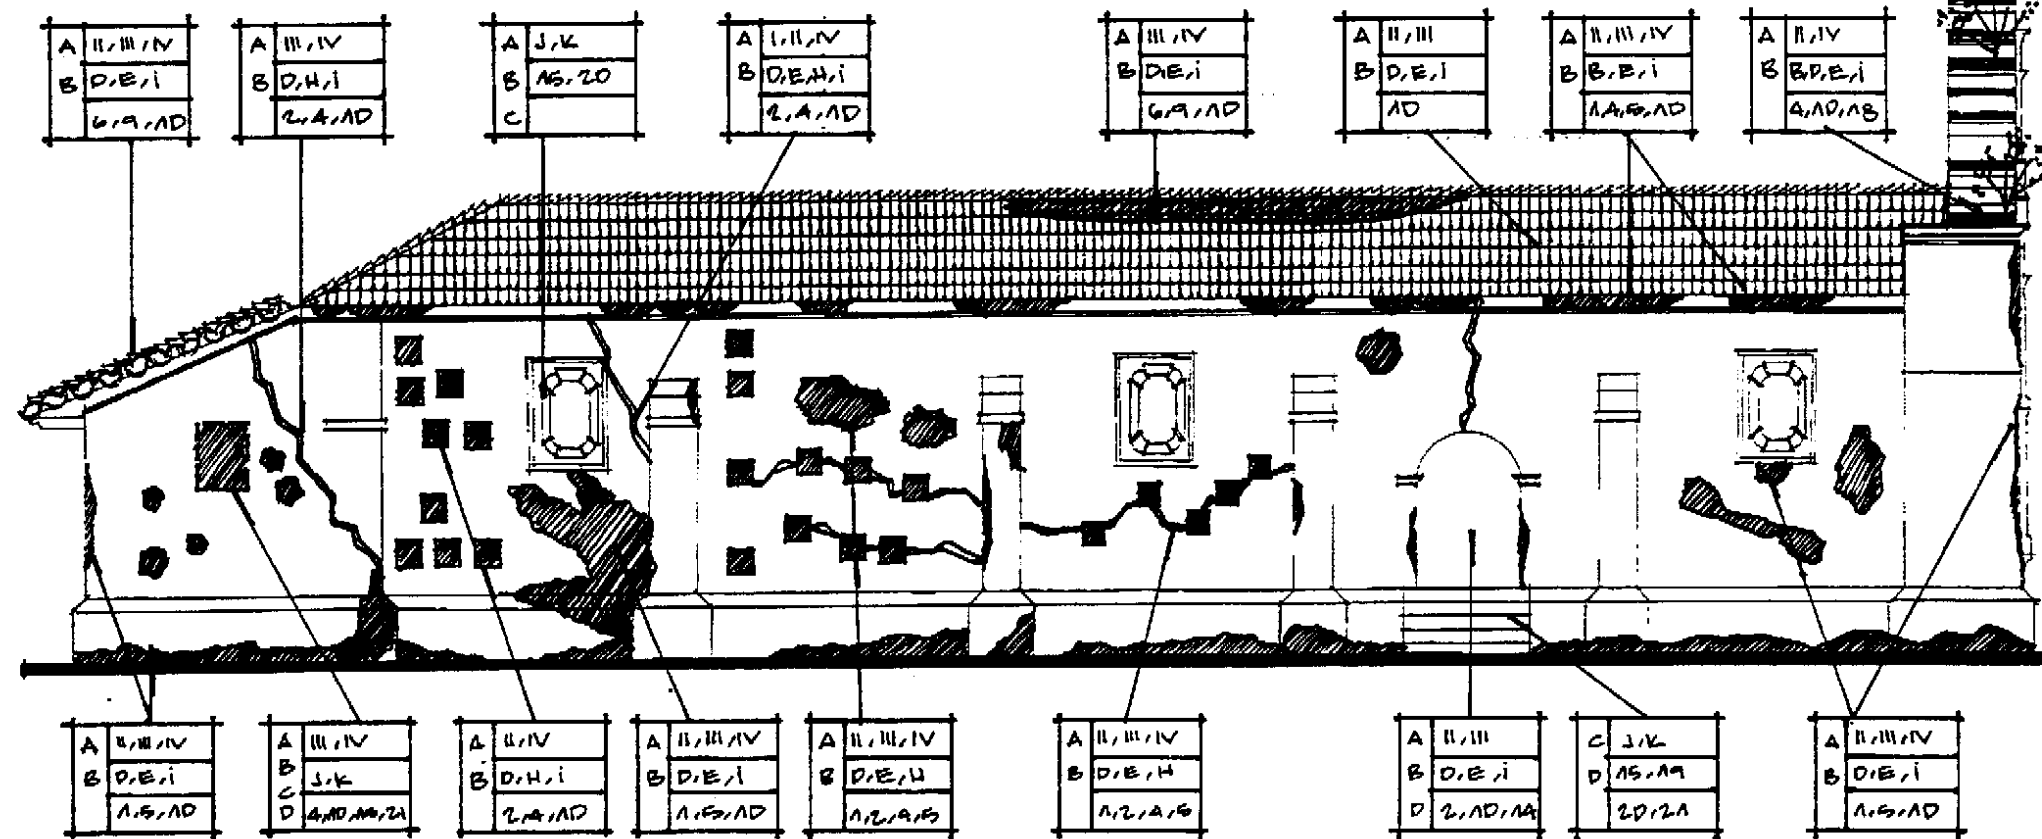 A II, III, IV
B D, E, i
6, 9, 10
A III, IV
B D, H, i
2, 4, 10
A J, K
B 15, 20
C
A I, II, IV
B D, E, H, i
2, 4, 10
A III, IV
B D, E, i
6, 9, 10
A II, III
B D, E, i
10
A II, III, IV
B B, E, i
1, 4, 5, 10
A II, IV
B B, D, E, i
4, 10, 18
A II, III, IV
B D, E, i
1, 5, 10
A III, IV
B
C J, K
D 4, 10, 15, 21
A II, IV
B D, H, i
2, 4, 10
A II, III, IV
B D, E, i
1, 5, 10
A II, III, IV
B D, E, H
1, 2, 4, 5
A II, III, IV
B D, E, H
1, 2, 4, 5
A II, III
B D, E, i
D 2, 10, 14
C J, K
D 15, 19
20, 21
A II, III, IV
B D, E, i
1, 5, 10